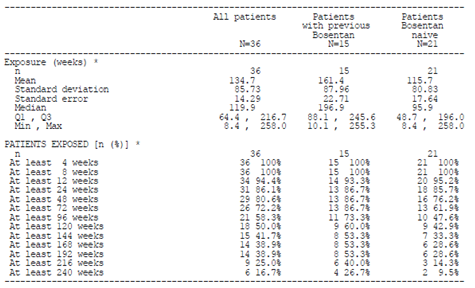 All patients Patients Patients
with previous Bosentan
Bosentan naive
N=36 N=15 N=21
Exposure (weeks) *
n 36 15 21
Mean 134.7 161.4 115.7
Standard deviation 85.73 87.96 80.83
Standard error 14.29 22.71 17.64
Median 119.9 196.9 95.9
Q1 , Q3 64.4 , 216.7 88.1 , 245.6 48.7 , 196.0
Min , Max 8.4 , 258.0 10.1 , 255.3 8.4 , 258.0
PATIENTS EXPOSED [n (%)] *
n 36 15 21
At least 4 weeks 36 100% 15 100% 21 100%
At least 8 weeks 36 100% 15 100% 21 100%
At least 12 weeks 34 94.4% 14 93.3% 20 95.2%
At least 24 weeks 31 86.1% 13 86.7% 18 85.7%
At least 48 weeks 29 80.6% 13 86.7% 16 76.2%
At least 72 weeks 26 72.2% 13 86.7% 13 61.9%
At least 96 weeks 21 58.3% 11 73.3% 10 47.6%
At least 120 weeks 18 50.0% 9 60.0% 9 42.9%
At least 144 weeks 15 41.7% 8 53.3% 7 33.3%
At least 168 weeks 14 38.9% 8 53.3% 6 28.6%
At least 192 weeks 14 38.9% 8 53.3% 6 28.6%
At least 216 weeks 9 25.0% 6 40.0% 3 14.3%
At least 240 weeks 6 16.7% 4 26.7% 2 9.5%